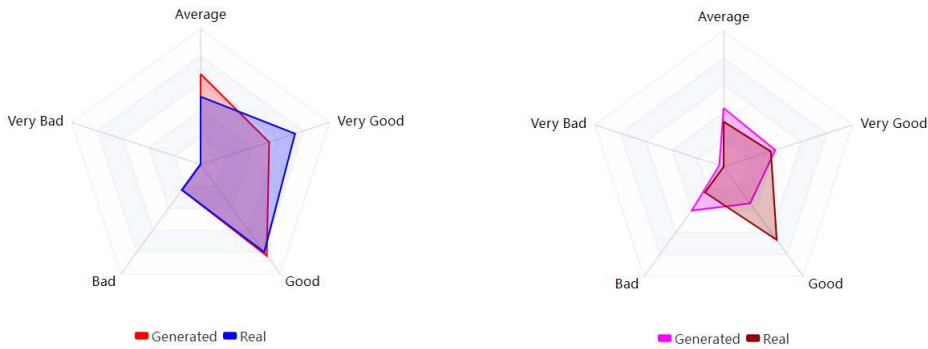 Average
Very Good
Good
Bad
Very Bad
Generated Real
Average
Very Good
Good
Bad
Very Bad
Generated Real